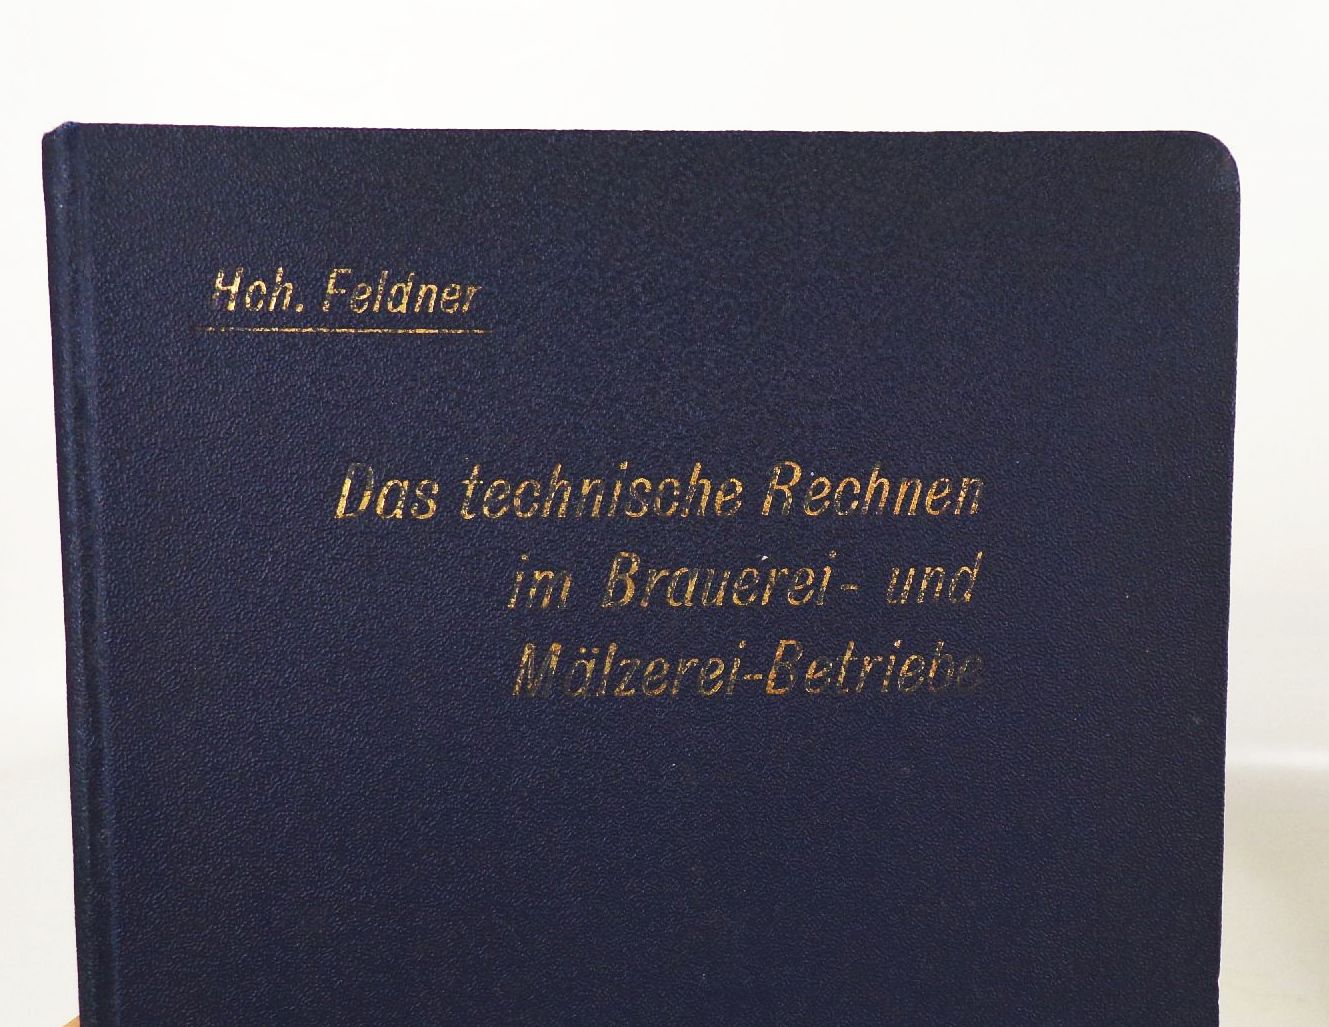 Hch. Feldner
Das technische Rechnen
im Brauerei- und
Mälzerei-Betriebe